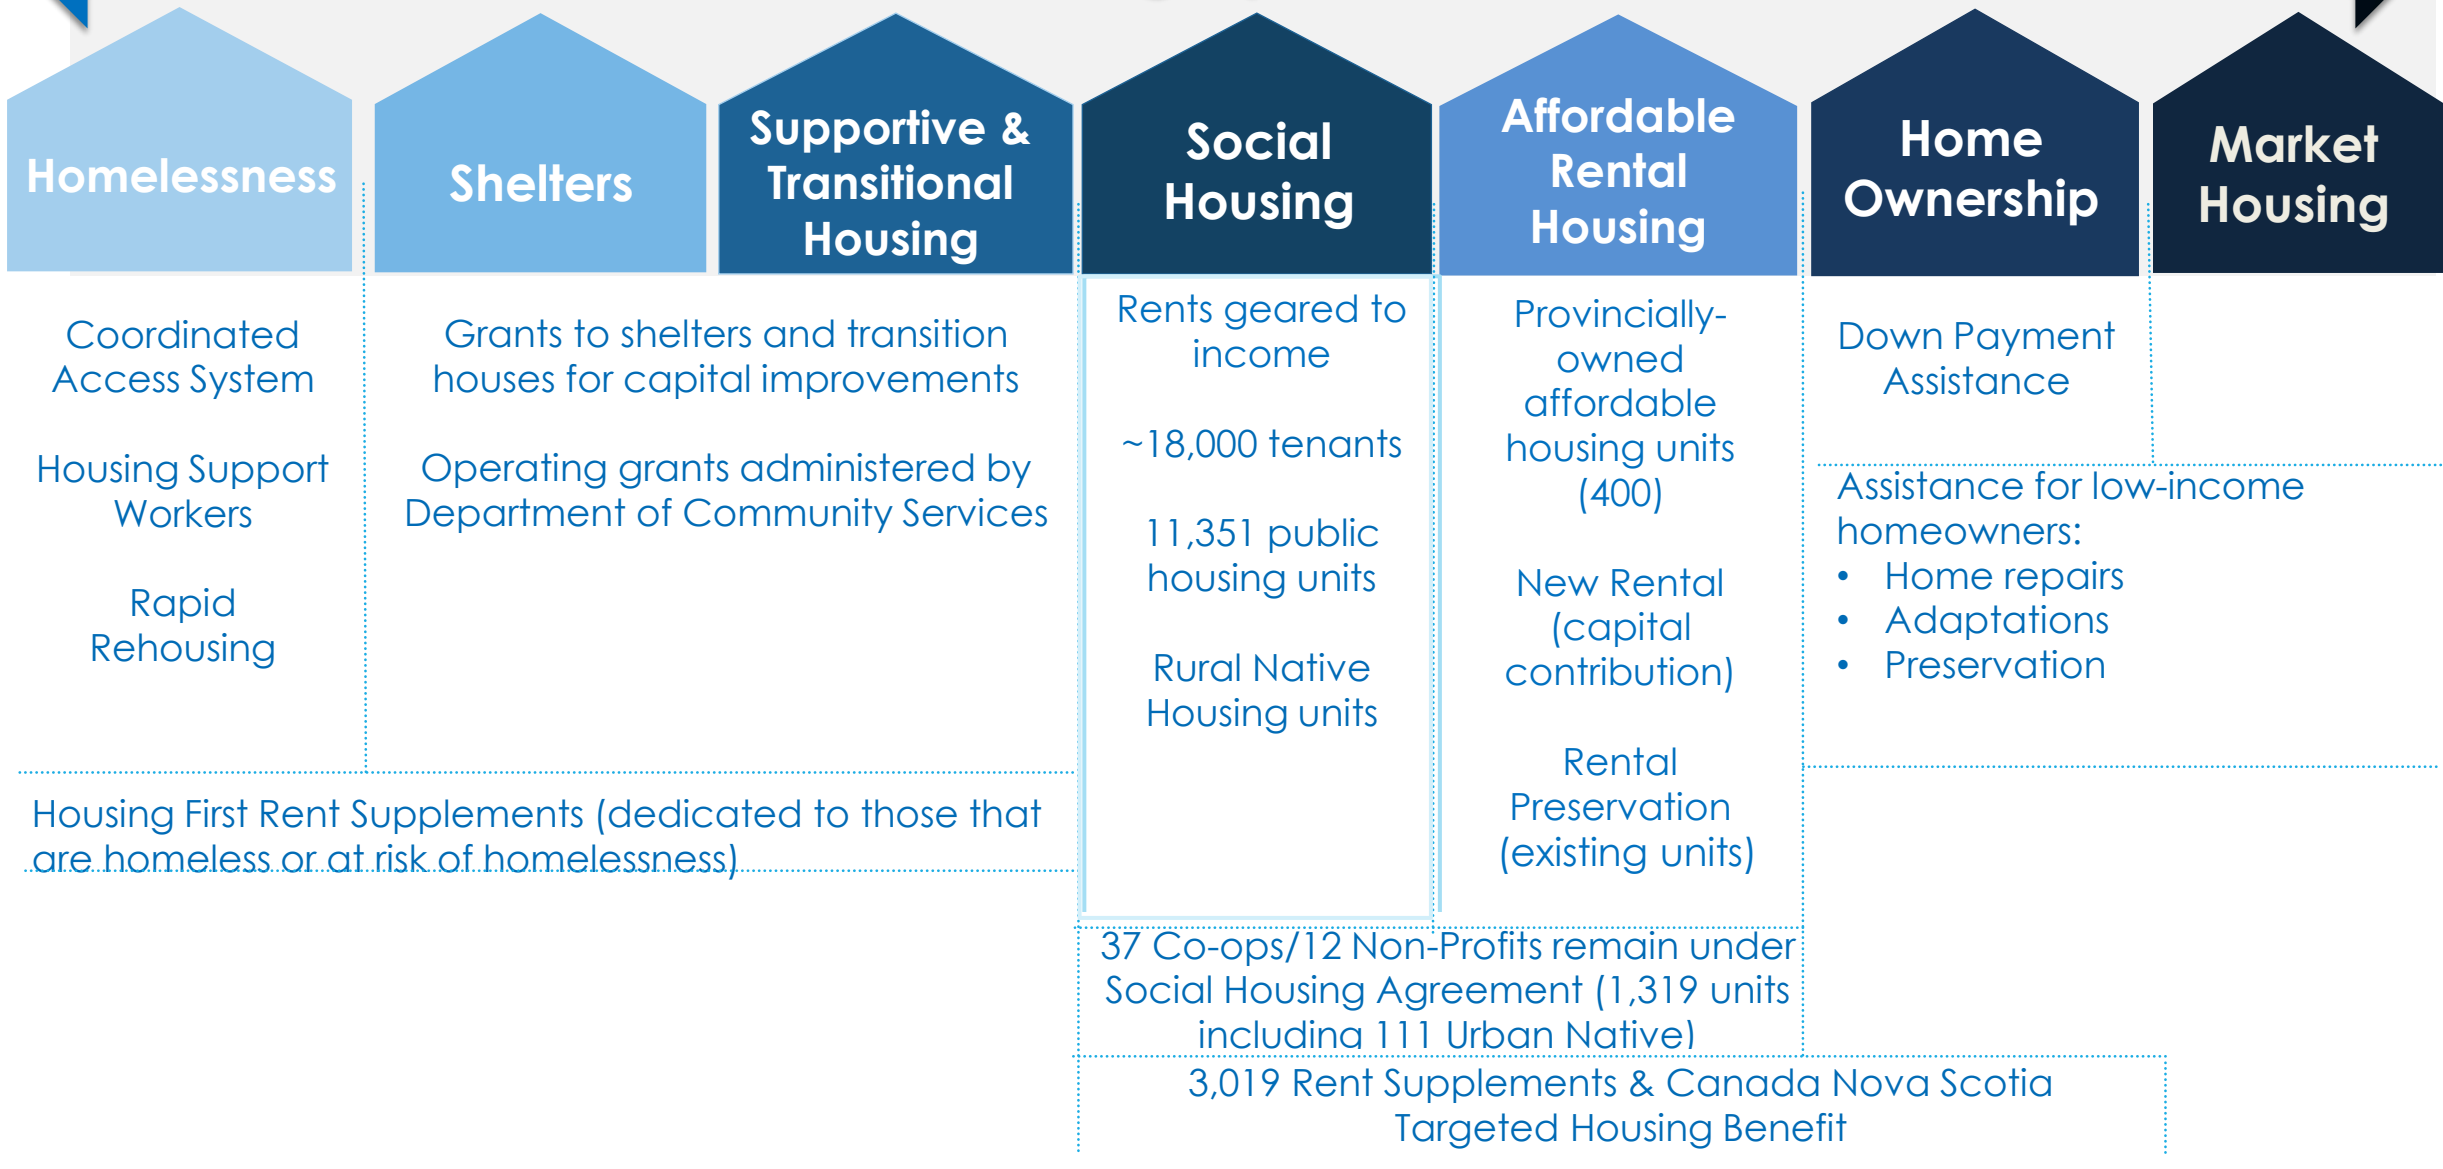 Homelessness
Shelters
Supportive &
Transitional
Housing
Social
Housing
Affordable
Rental
Housing
Home
Ownership
Market
Housing
Coordinated
Access System
Housing Support
Workers
Rapid
Rehousing
Grants to shelters and transition
houses for capital improvements
Operating grants administered by
Department of Community Services
Housing First Rent Supplements (dedicated to those that
are homeless or at risk of homelessness)
Rents geared to
income
~18,000 tenants
11,351 public
housing units
Rural Native
Housing units
Provincially-
owned
affordable
housing units
(400)
New Rental
(capital
contribution)
Rental
Preservation
(existing units)
Down Payment
Assistance
Assistance for low-income
homeowners:
• Home repairs
• Adaptations
• Preservation
37 Co-ops/12 Non-Profits remain under
Social Housing Agreement (1,319 units
including 111 Urban Native)
3,019 Rent Supplements & Canada Nova Scotia
Targeted Housing Benefit